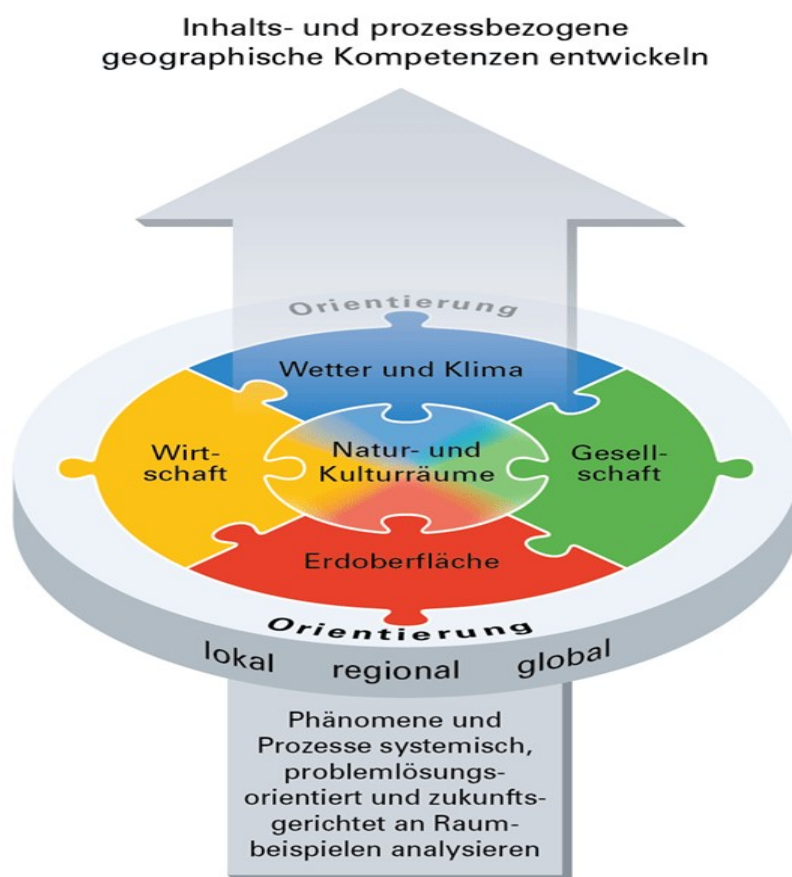 Inhalts- und prozessbezogene
geographische Kompetenzen entwickeln
Orientierung
Wetter und Klima
Wirt-
schaft
Natur- und
Kulturräume
Gesell-
schaft
Erdoberfläche
Orientierung
lokal regional global
Phänomene und
Prozesse systemisch,
problemlösungs-
orientiert und zukunfts-
gerichtet an Raum-
beispielen analysieren